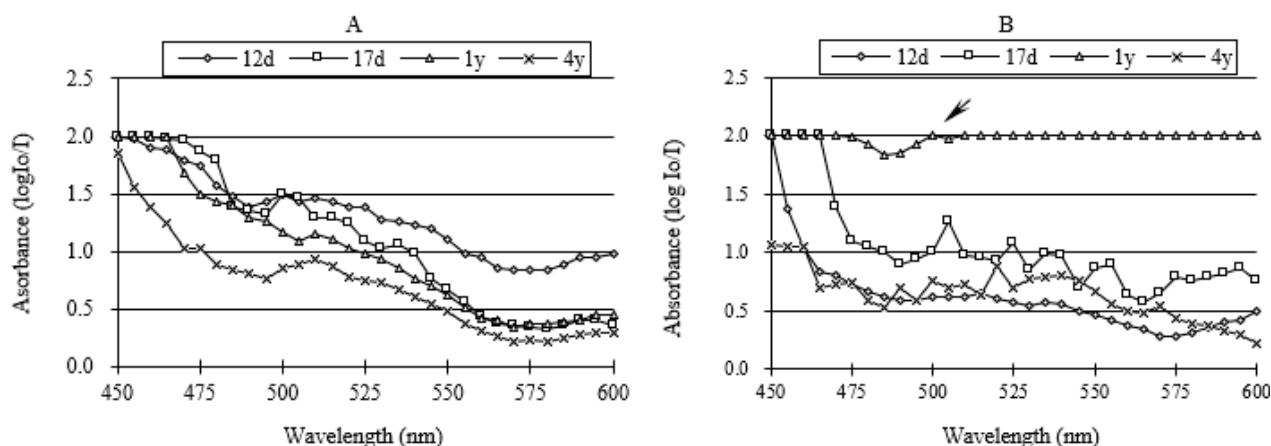 A
12d 17d 1y 4y
Asorbance (logIo/I)
2.5
2.0
1.5
1.0
0.5
0.0
450 475 500 525 550 575 600
Wavelength (nm)
B
12d 17d 1y 4y
Absorbance (log Io/I)
2.5
2.0
1.5
1.0
0.5
0.0
450 475 500 525 550 575 600
Wavelength (nm)